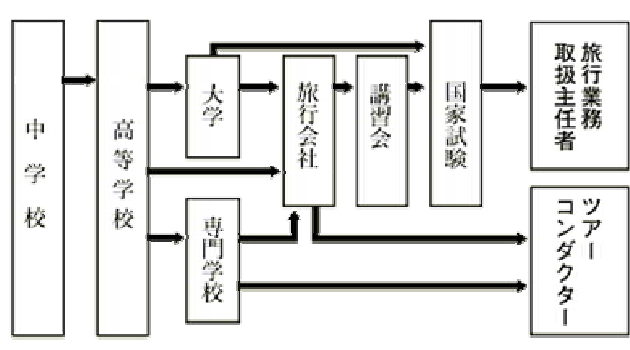 中学校
高等学校
大学
専門学校
旅行会社
講習会
国家試験
旅行業務
取扱主任者
ツアー
コンダクター